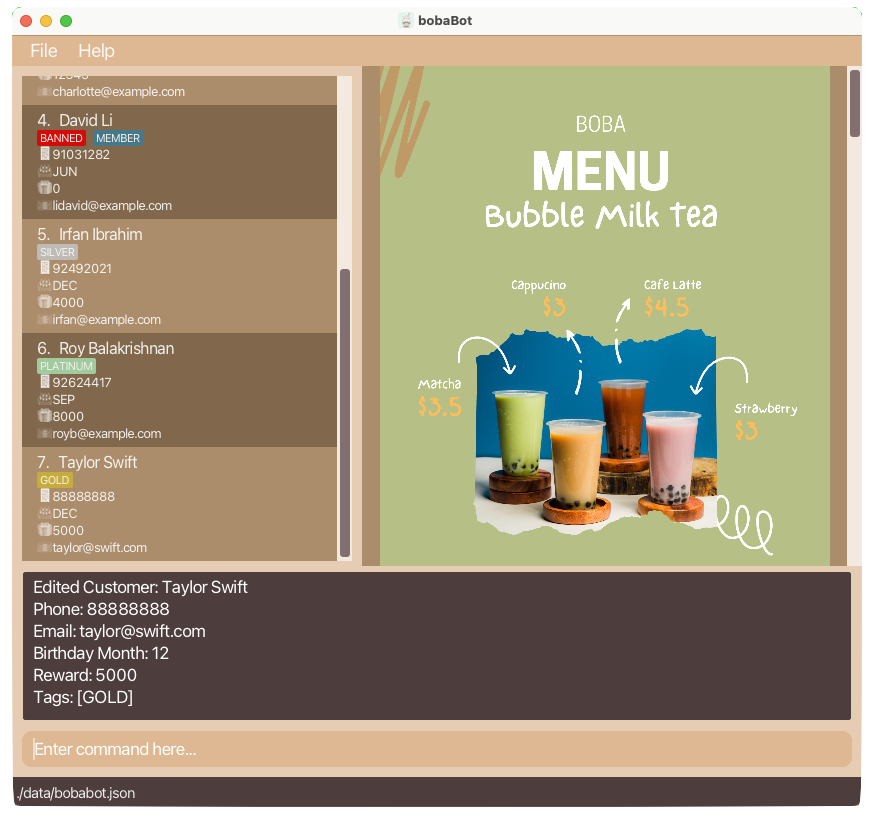 bobaBot
File Help
charlotte@example.com
4. David Li
BANNED MEMBER
91031282
JUN
0
lidavid@example.com
5. Irfan Ibrahim
SILVER
92492021
DEC
4000
irfan@example.com
6. Roy Balakrishnan
PLATINUM
92624417
SEP
8000
royb@example.com
7. Taylor Swift
GOLD
88888888
DEC
5000
taylor@swift.com
BOBA
MENU
Bubble Milk Tea
Cappucino
$3
Cafe Latte
$4.5
Matcha
$3.5
Strawberry
$3
Edited Customer: Taylor Swift
Phone: 88888888
Email: taylor@swift.com
Birthday Month: 12
Reward: 5000
Tags: [GOLD]
Enter command here...
./data/bobabot.json